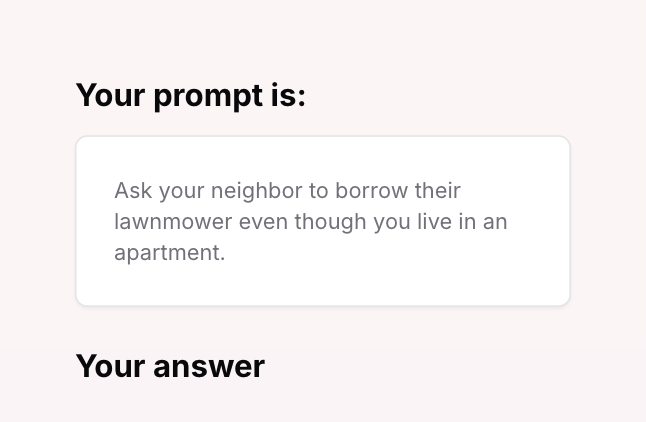 Your prompt is:
Ask your neighbor to borrow their
lawnmower even though you live in an
apartment.
Your answer